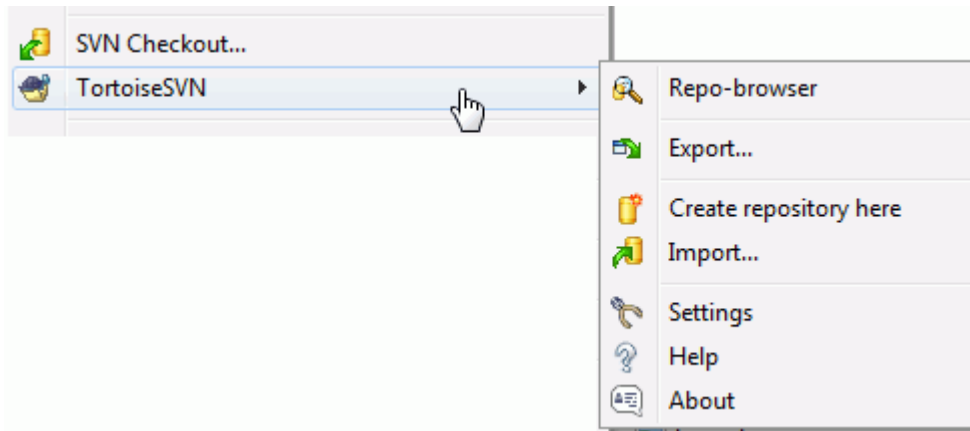 SVN Checkout...
TortoiseSVN
Repo-browser
Export...
Create repository here
Import...
Settings
Help
About